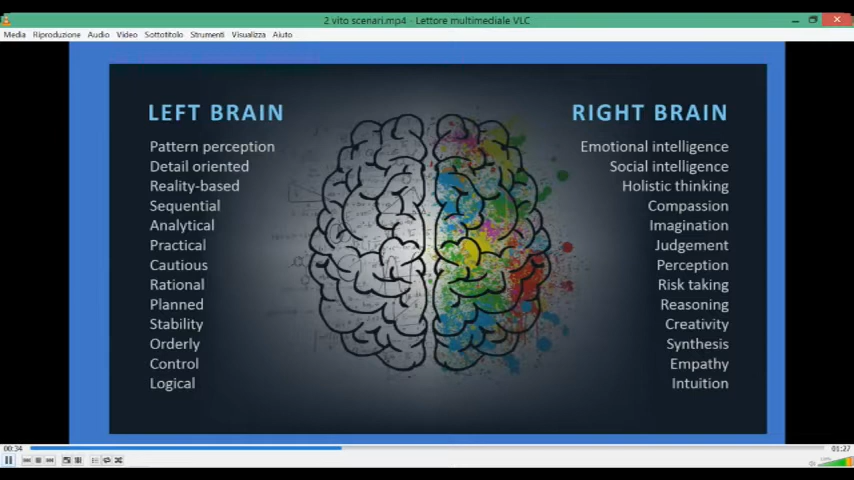 2 vito scenari.mp4 - Lettore multimediale VLC
Media Riproduzione Audio Video Sottotitolo Strumenti Visualizza Aiuto
LEFT BRAIN
Pattern perception
Detail oriented
Reality-based
Sequential
Analytical
Practical
Cautious
Rational
Planned
Stability
Orderly
Control
Logical
RIGHT BRAIN
Emotional intelligence
Social intelligence
Holistic thinking
Compassion
Imagination
Judgement
Perception
Risk taking
Reasoning
Creativity
Synthesis
Empathy
Intuition
00:34
01:27